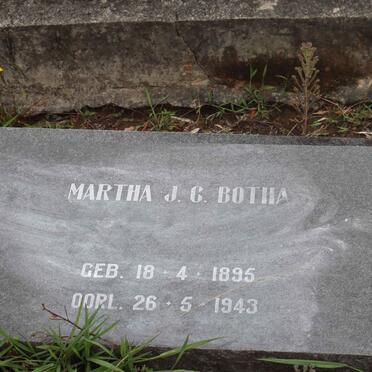 MARTHA J. C. BOTHA
GEB. 18 · 4 · 1895
OORL. 26 · 5 · 1943